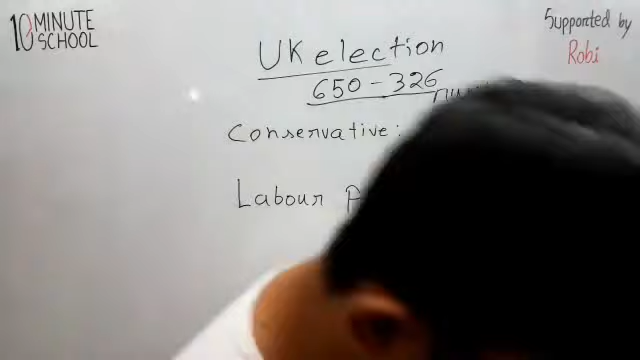 10 MINUTE
SCHOOL
Supported by
Robi
UK election
650 - 326
Conservative:
Labour